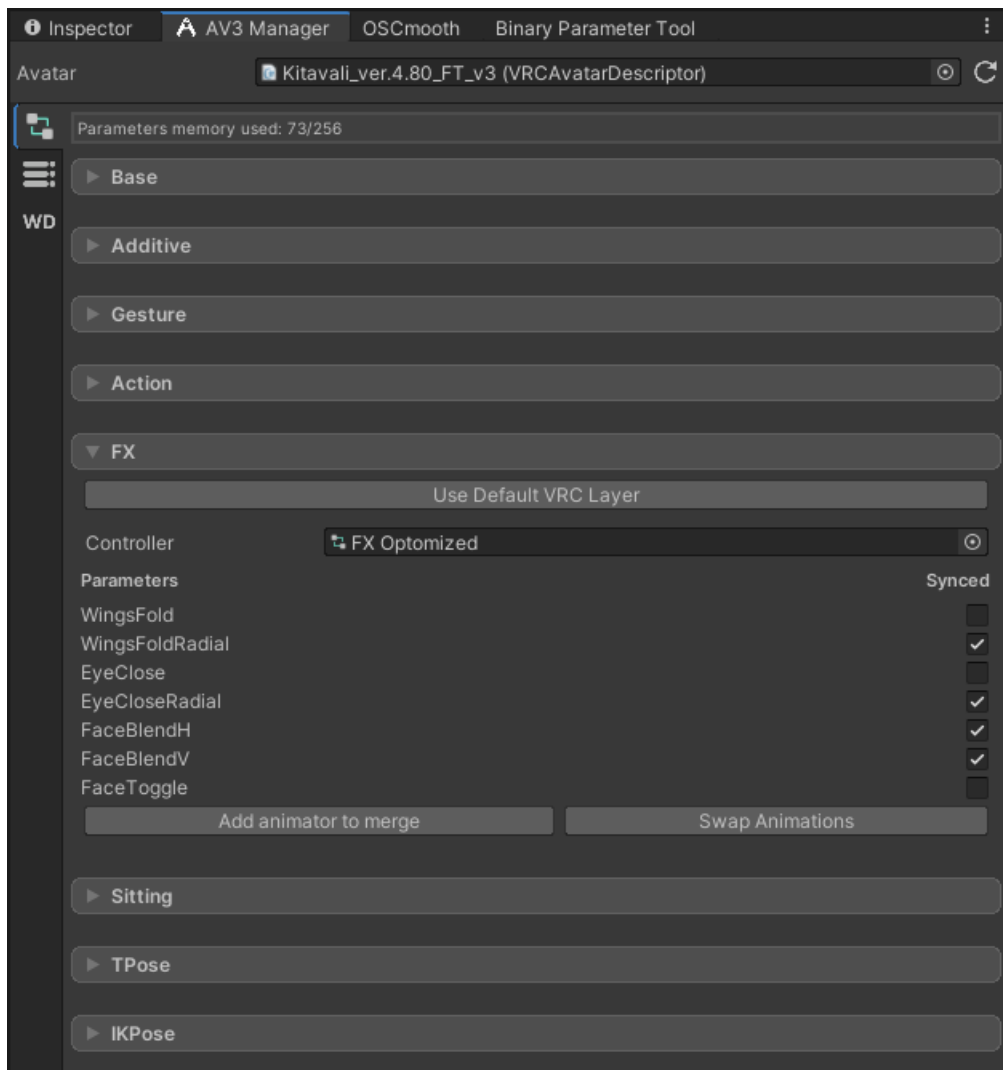 Inspector AV3 Manager OSCmooth Binary Parameter Tool
Avatar Kitavali_ver.4.80_FT_v3 (VRCAvatarDescriptor)
Parameters memory used: 73/256
Base
WD
Additive
Gesture
Action
FX
Use Default VRC Layer
Controller FX Optomized
Parameters Synced
WingsFold
WingsFoldRadial
EyeClose
EyeCloseRadial
FaceBlendH
FaceBlendV
FaceToggle
Add animator to merge Swap Animations
Sitting
TPose
IKPose